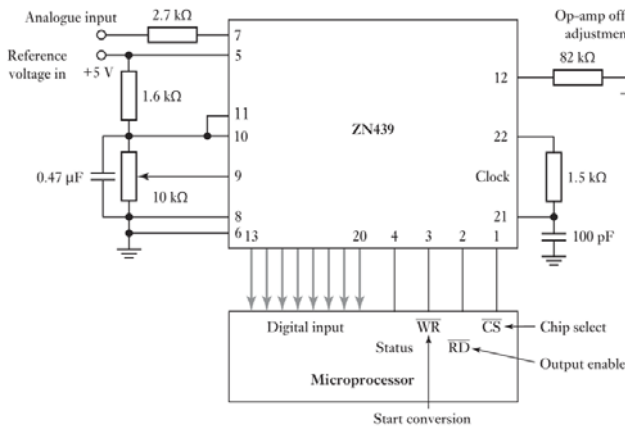 Analogue input
2.7 kΩ
7
Reference
voltage in
+5 V
5
1.6 kΩ
11
10
0.47 µF
10 kΩ
9
8
6
13
20
4
3
2
1
ZN439
Op-amp off
adjustment
82 kΩ
12
22
Clock
1.5 kΩ
21
100 pF
Digital input
WR
CS
Chip select
Status
RD
Output enable
Microprocessor
Start conversion